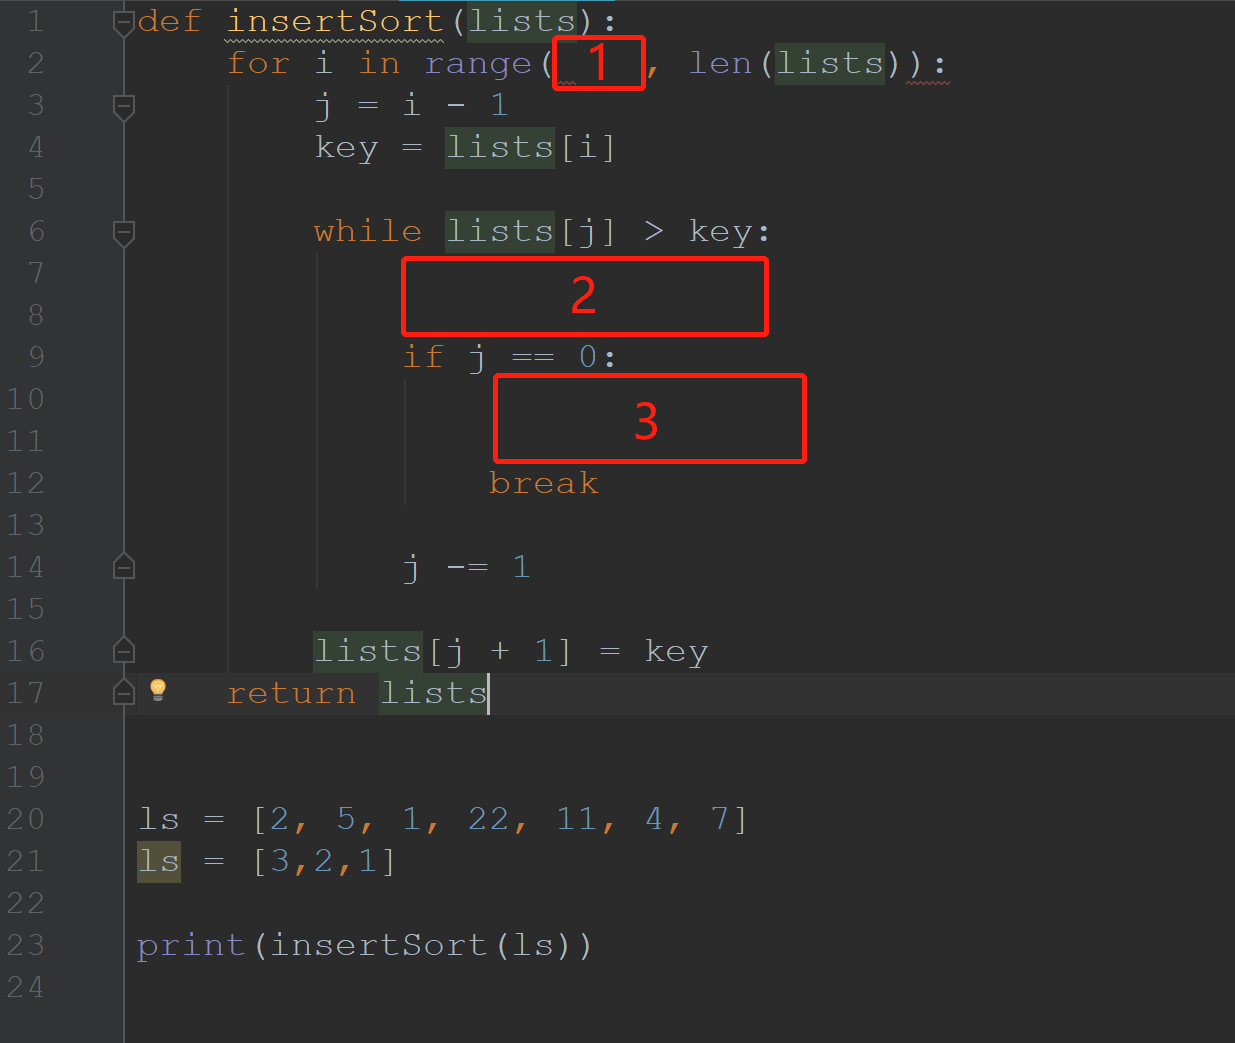 1 def insertSort(lists):
2 for i in range( 1 , len(lists)):
3 j = i - 1
4 key = lists[i]
5
6 while lists[j] > key:
7
2
8
9 if j == 0:
10
3
11
12 break
13
14 j -= 1
15
16 lists[j + 1] = key
17 return lists
18
19
20 ls = [2, 5, 1, 22, 11, 4, 7]
21 ls = [3,2,1]
22
23 print(insertSort(ls))
24